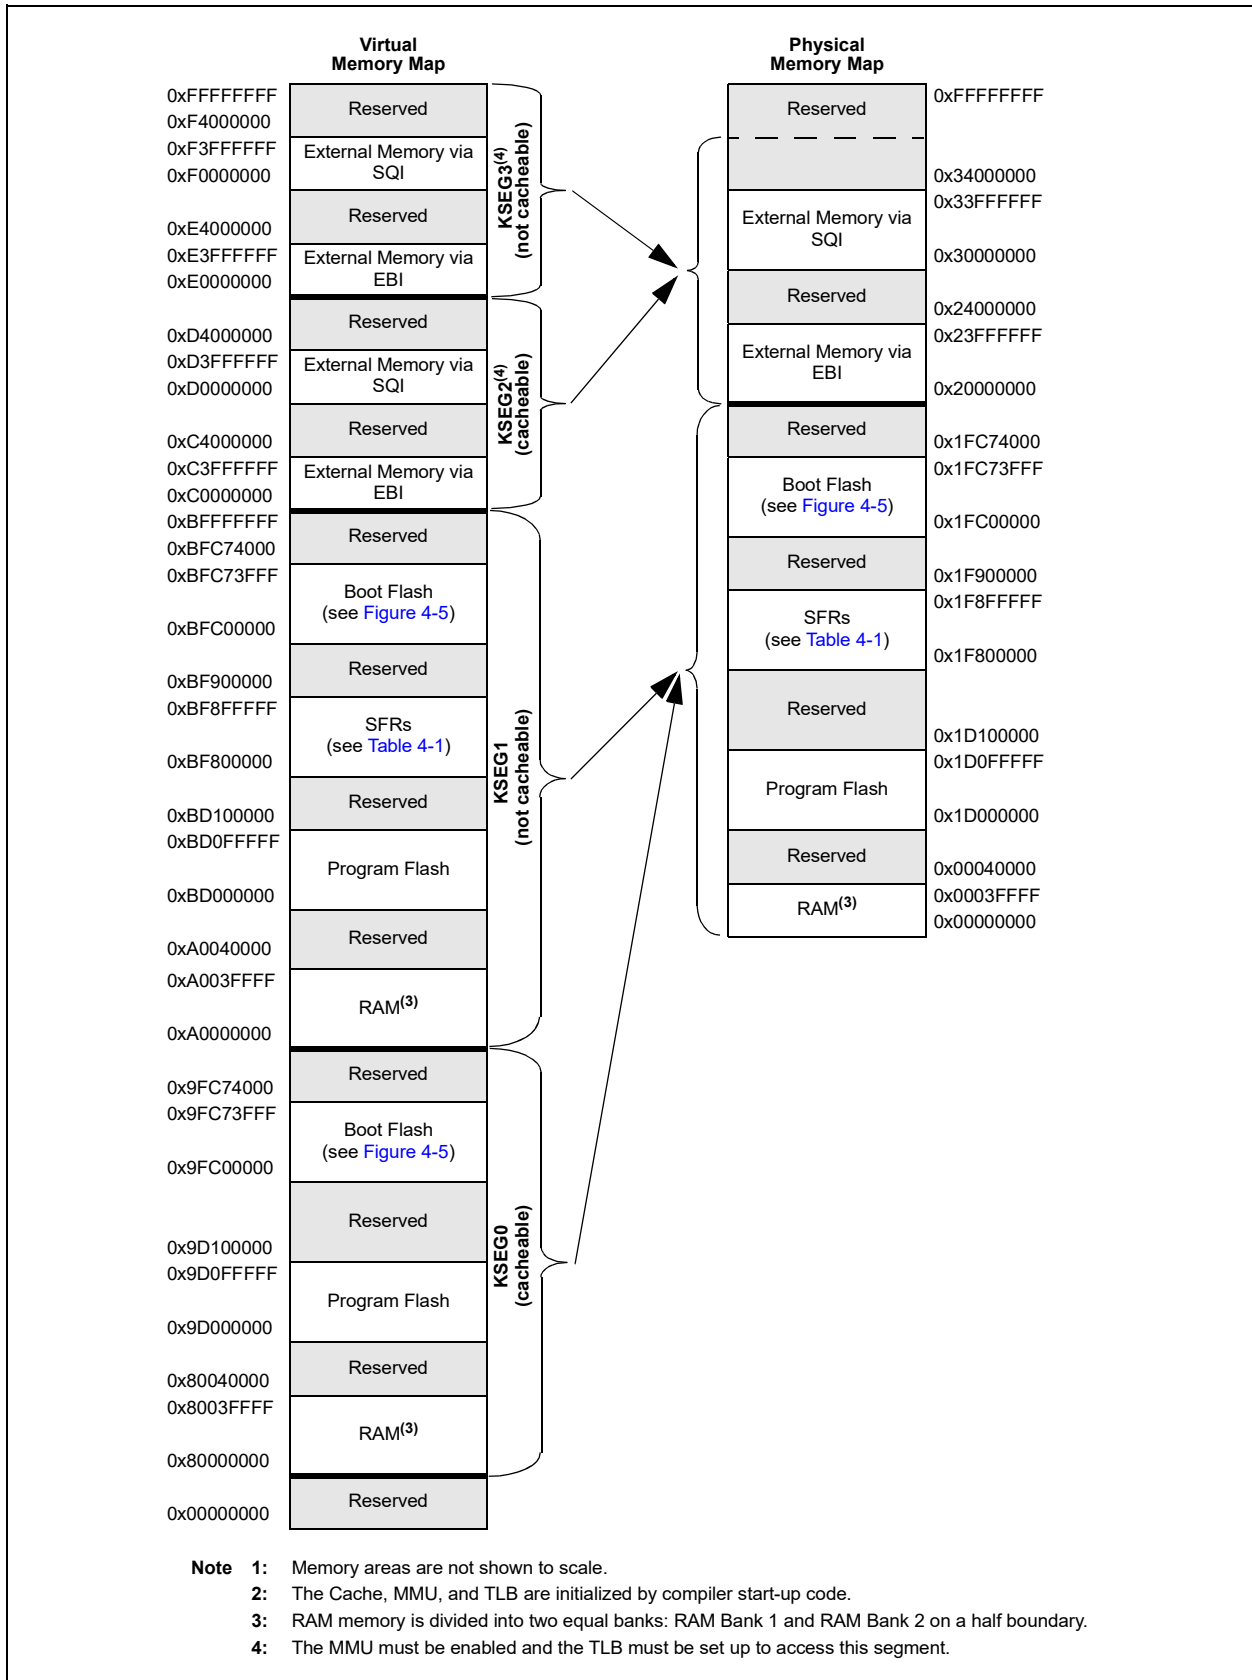 Virtual
Memory Map
0xFFFFFFFF
Reserved
0xF4000000
0xF3FFFFFF
External Memory via
SQI
0xF0000000
Reserved
0xE4000000
0xE3FFFFFF
External Memory via
EBI
0xE0000000
KSEG3(4)
(not cacheable)
Reserved
0xD4000000
0xD3FFFFFF
External Memory via
SQI
0xD0000000
Reserved
0xC4000000
0xC3FFFFFF
External Memory via
EBI
0xC0000000
KSEG2(4)
(cacheable)
0xBFFFFFFF
Reserved
0xBFC74000
0xBFC73FFF
Boot Flash
(see Figure 4-5)
0xBFC00000
Reserved
0xBF900000
0xBF8FFFFF
SFRs
(see Table 4-1)
0xBF800000
Reserved
0xBD100000
0xBD0FFFFF
Program Flash
0xBD000000
Reserved
0xA0040000
0xA003FFFF
RAM(3)
0xA0000000
KSEG1
(not cacheable)
Reserved
0x9FC74000
0x9FC73FFF
Boot Flash
(see Figure 4-5)
0x9FC00000
Reserved
0x9D100000
0x9D0FFFFF
Program Flash
0x9D000000
Reserved
0x80040000
0x8003FFFF
RAM(3)
0x80000000
KSEG0
(cacheable)
Reserved
0x00000000
Physical
Memory Map
Reserved
0xFFFFFFFF
0x34000000
0x33FFFFFF
External Memory via
SQI
0x30000000
Reserved
0x24000000
0x23FFFFFF
External Memory via
EBI
0x20000000
Reserved
0x1FC74000
0x1FC73FFF
Boot Flash
(see Figure 4-5)
0x1FC00000
Reserved
0x1F900000
0x1F8FFFFF
SFRs
(see Table 4-1)
0x1F800000
Reserved
0x1D100000
0x1D0FFFFF
Program Flash
0x1D000000
Reserved
0x00040000
0x0003FFFF
RAM(3)
0x00000000
Note 1: Memory areas are not shown to scale.
2: The Cache, MMU, and TLB are initialized by compiler start-up code.
3: RAM memory is divided into two equal banks: RAM Bank 1 and RAM Bank 2 on a half boundary.
4: The MMU must be enabled and the TLB must be set up to access this segment.